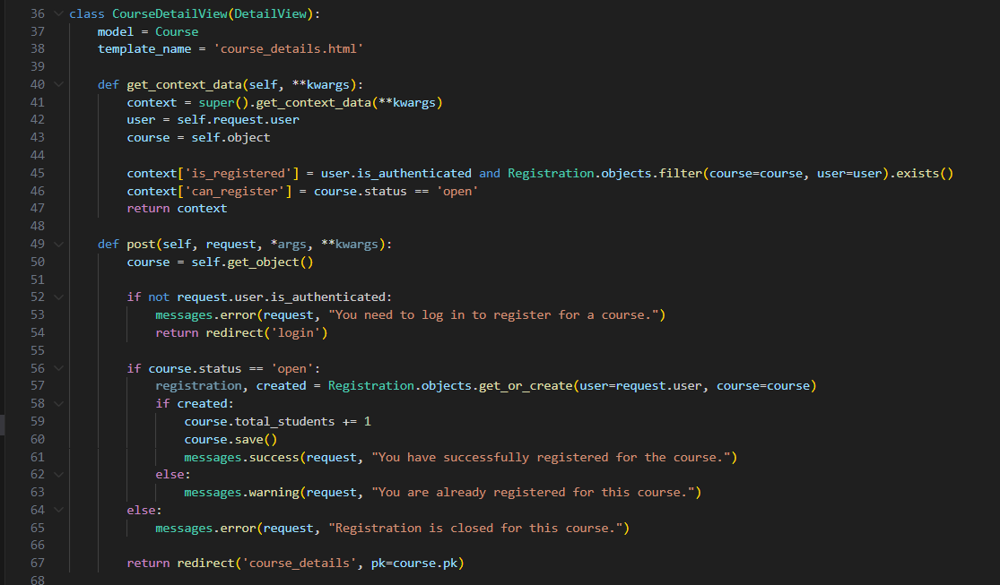 36 class CourseDetailView(DetailView):
37     model = Course
38     template_name = 'course_details.html'
39
40     def get_context_data(self, **kwargs):
41         context = super().get_context_data(**kwargs)
42         user = self.request.user
43         course = self.object
44
45         context['is_registered'] = user.is_authenticated and Registration.objects.filter(course=course, user=user).exists()
46         context['can_register'] = course.status == 'open'
47         return context
48
49     def post(self, request, *args, **kwargs):
50         course = self.get_object()
51
52         if not request.user.is_authenticated:
53             messages.error(request, "You need to log in to register for a course.")
54             return redirect('login')
55
56         if course.status == 'open':
57             registration, created = Registration.objects.get_or_create(user=request.user, course=course)
58             if created:
59                 course.total_students += 1
60                 course.save()
61                 messages.success(request, "You have successfully registered for the course.")
62             else:
63                 messages.warning(request, "You are already registered for this course.")
64         else:
65             messages.error(request, "Registration is closed for this course.")
66
67         return redirect('course_details', pk=course.pk)
68